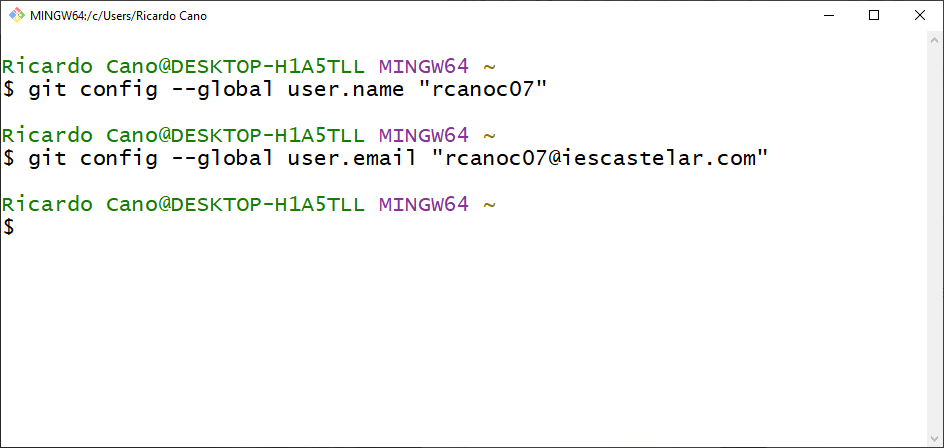 MINGW64:/c/Users/Ricardo Cano
Ricardo Cano@DESKTOP-H1A5TLL MINGW64 ~
$ git config --global user.name "rcanoc07"
Ricardo Cano@DESKTOP-H1A5TLL MINGW64 ~
$ git config --global user.email "rcanoc07@iescastelar.com"
Ricardo Cano@DESKTOP-H1A5TLL MINGW64 ~
$